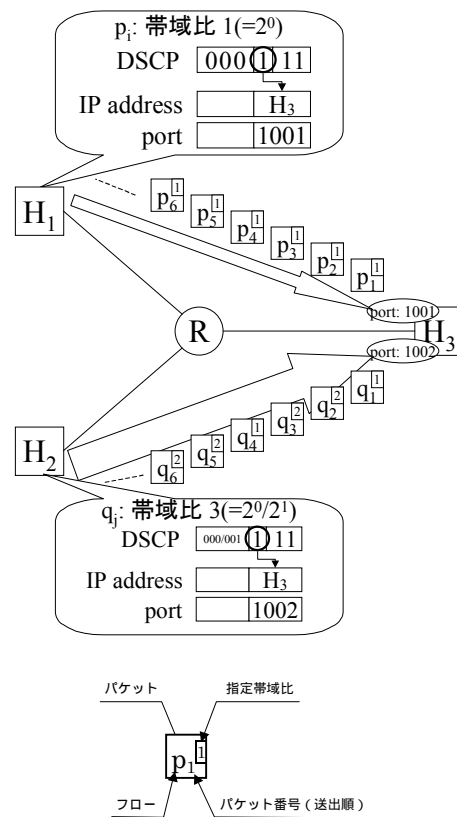 pi: 帯域比 1(=2⁰)
DSCP 000 1 11
IP address H3
port 1001
H1
p6 1
p5 1
p4 1
p3 1
p2 1
p1 1
port: 1001
R
H3
port: 1002
q1 1
q2 2
q3 2
q4 1
q5 2
q6 2
H2
qj: 帯域比 3(=2⁰/2¹)
DSCP 000/001 1 11
IP address H3
port 1002
パケット 指定帯域比
p1 1
フロー パケット番号（送出順）